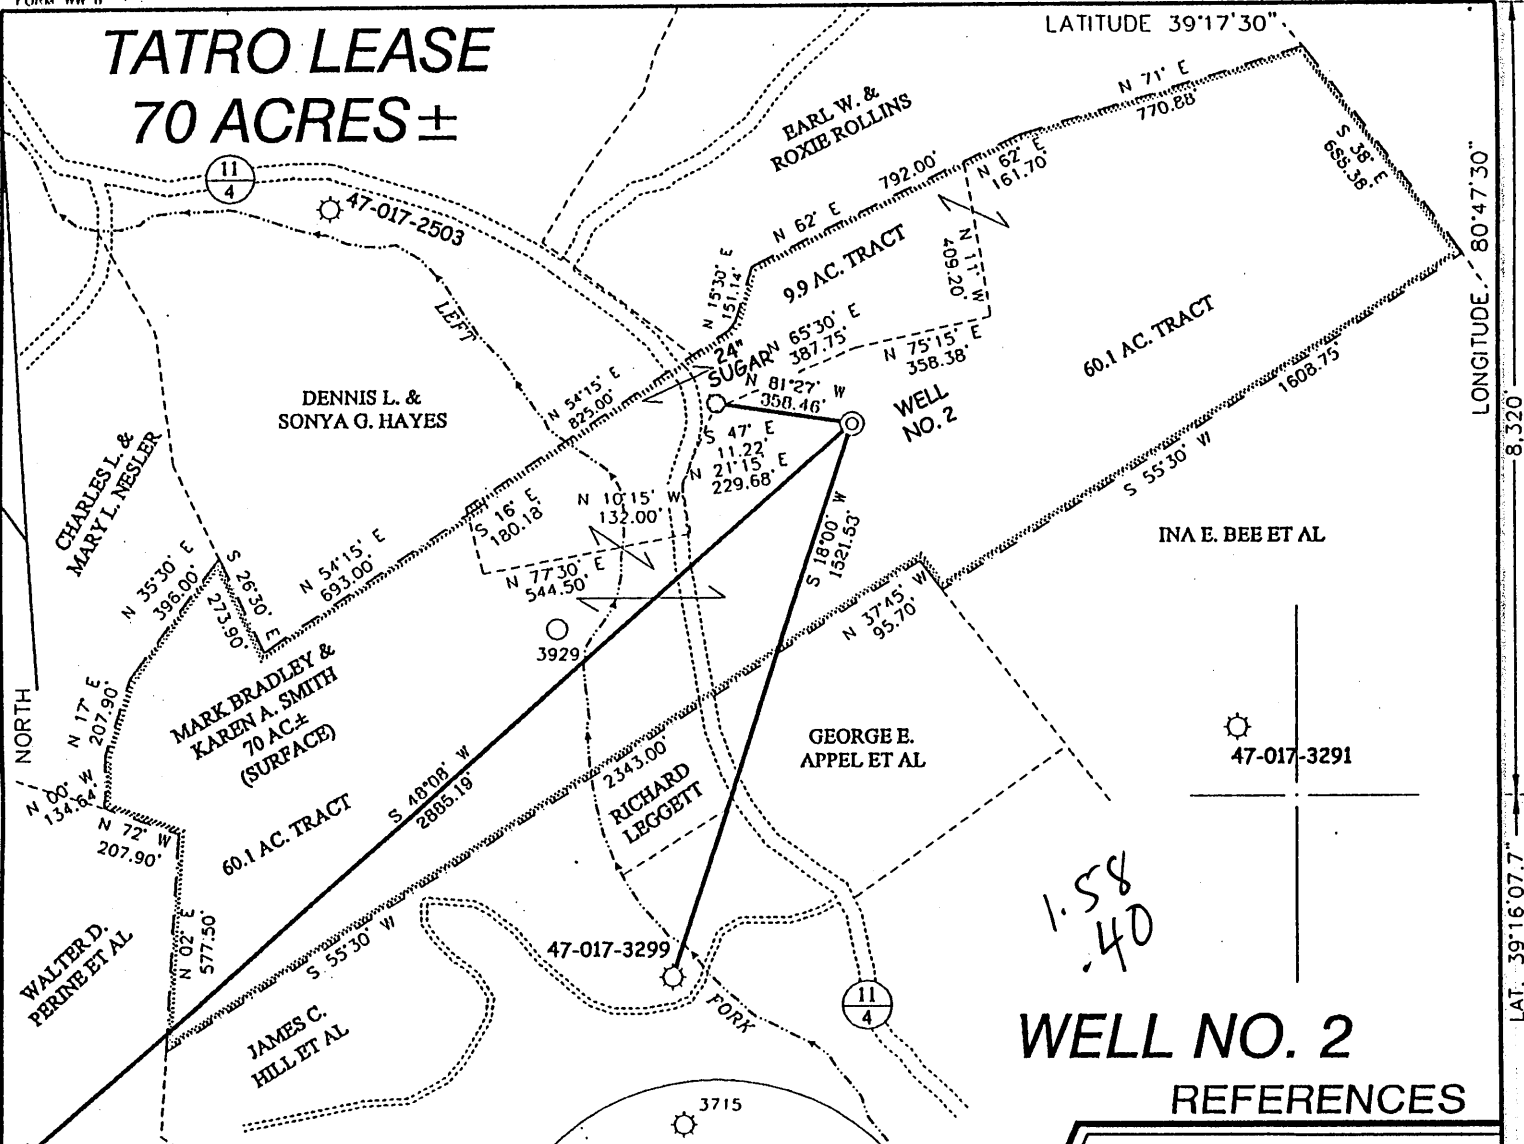 FORM WW-6
TATRO LEASE
70 ACRES ±
LATITUDE 39°17'30"
N 71° E
770.88'
EARL W. &
ROXIE ROLLINS
S 38° E
LONGITUDE 80°47'30"
8,320'
LAT. 39°16'07.7"
11
4
47-017-2503
792.00'
N 62° E
161.70'
N 62° E
9.9 AC. TRACT
N 11° W
409.20'
N 15°30' E
151.14'
LEFT
24"
SUGAR
N 65°30' E
387.75'
N 75°15' E
358.38'
60.1 AC. TRACT
1608.75'
S 55°30' W
N 81°27' W
358.46'
WELL
NO. 2
DENNIS L. &
SONYA G. HAYES
N 54°15' E
825.00'
S 47° E
11.22'
N 21°15' E
229.68'
CHARLES L. &
MARY L. NESLER
S 16° E
180.18'
N 10°15' W
132.00'
S 18°00' W
1521.53'
INA E. BEE ET AL
N 35°30' E
396.00'
S 26°30' E
273.90'
N 54°15' E
693.00'
N 77°30' E
544.50'
N 37°45' W
95.70'
3929
MARK BRADLEY &
KAREN A. SMITH
70 AC.±
(SURFACE)
N 17° E
207.90'
NORTH
GEORGE E.
APPEL ET AL
47-017-3291
S 48°08' W
2885.19'
2343.00'
RICHARD
LEGGETT
N 00° W
134.64'
N 72° W
207.90'
60.1 AC. TRACT
1.58
.40
WALTER D.
PERINE ET AL
N 02° E
577.50'
S 55°30' W
47-017-3299
FORK
11
4
JAMES C.
HILL ET AL
WELL NO. 2
REFERENCES
3715